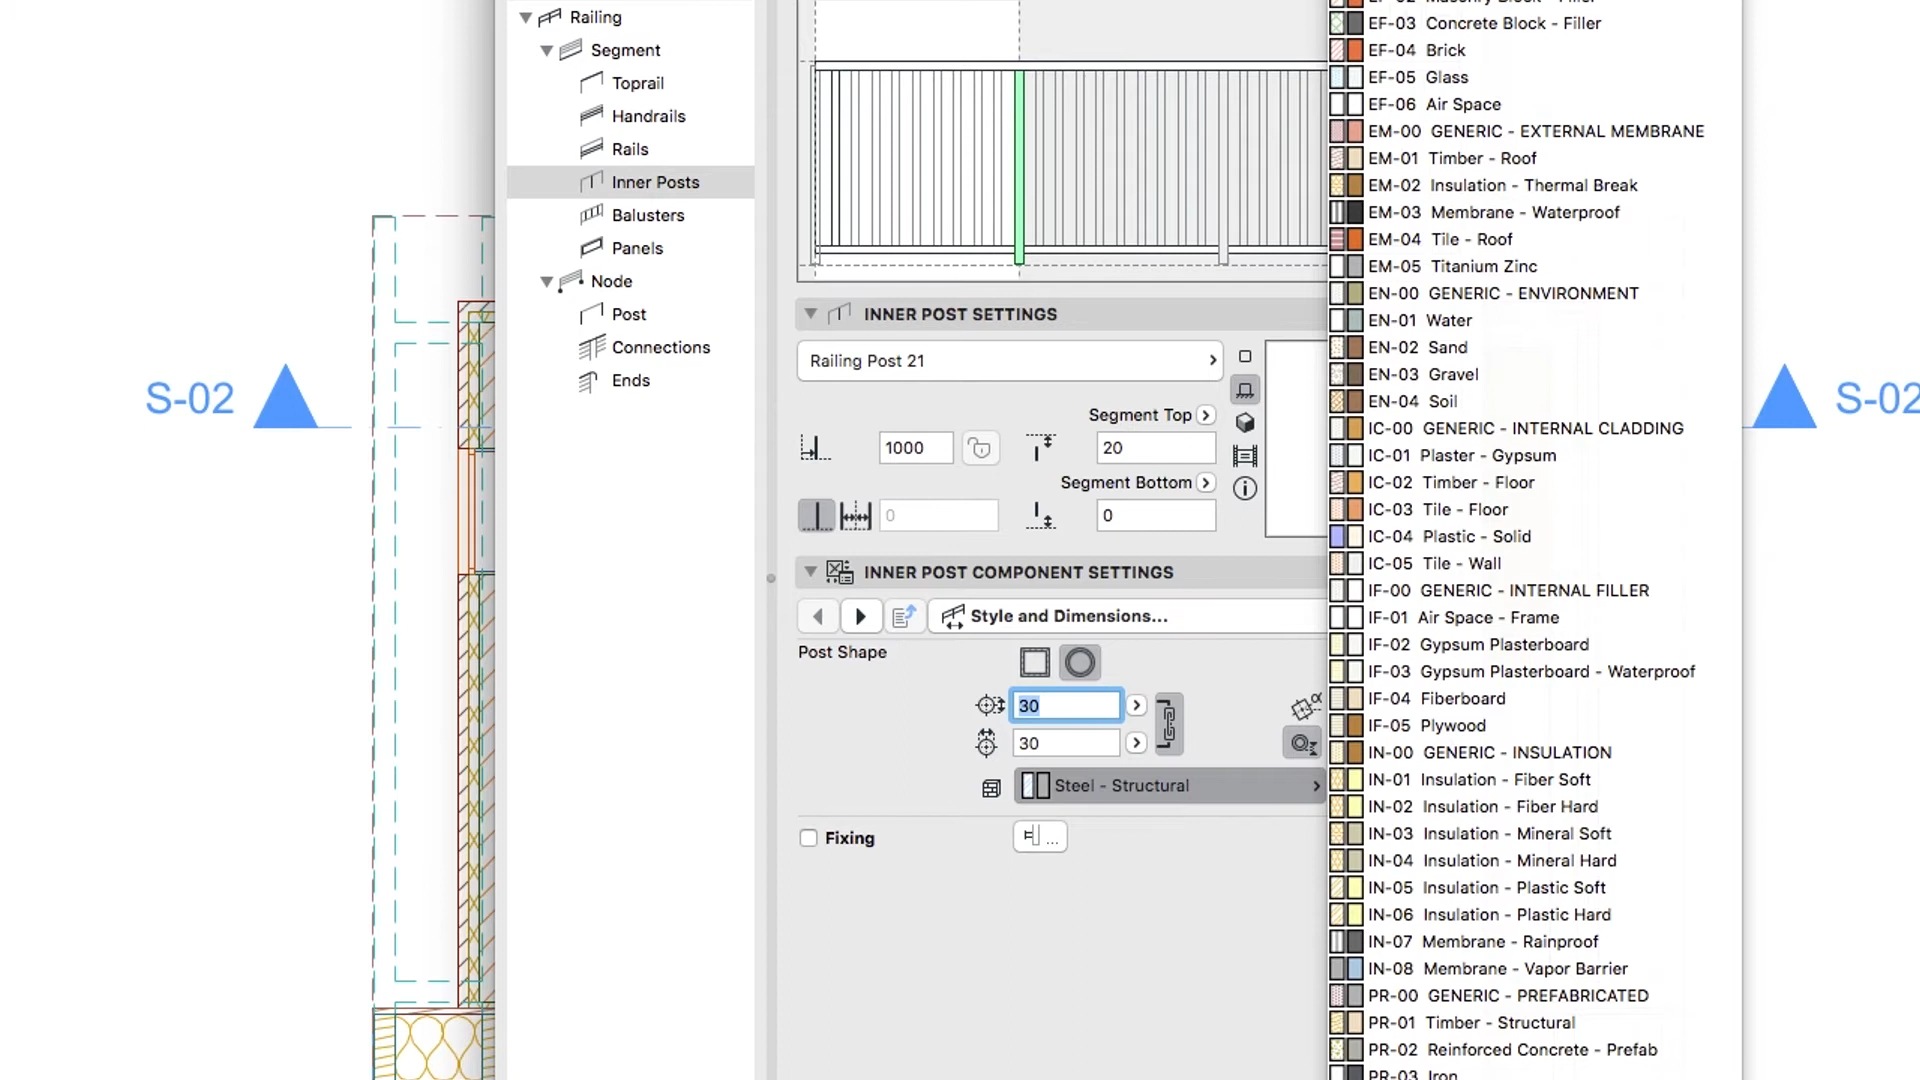 Railing
Segment
Toprail
Handrails
Rails
Inner Posts
Balusters
Panels
Node
Post
Connections
Ends
S-02
INNER POST SETTINGS
Railing Post 21
Segment Top
1000
20
Segment Bottom
0
0
INNER POST COMPONENT SETTINGS
Style and Dimensions...
Post Shape
30
30
Steel - Structural
Fixing
...
EF-02 Masonry Block - Filler
EF-03 Concrete Block - Filler
EF-04 Brick
EF-05 Glass
EF-06 Air Space
EM-00 GENERIC - EXTERNAL MEMBRANE
EM-01 Timber - Roof
EM-02 Insulation - Thermal Break
EM-03 Membrane - Waterproof
EM-04 Tile - Roof
EM-05 Titanium Zinc
EN-00 GENERIC - ENVIRONMENT
EN-01 Water
EN-02 Sand
EN-03 Gravel
EN-04 Soil
IC-00 GENERIC - INTERNAL CLADDING
IC-01 Plaster - Gypsum
IC-02 Timber - Floor
IC-03 Tile - Floor
IC-04 Plastic - Solid
IC-05 Tile - Wall
IF-00 GENERIC - INTERNAL FILLER
IF-01 Air Space - Frame
IF-02 Gypsum Plasterboard
IF-03 Gypsum Plasterboard - Waterproof
IF-04 Fiberboard
IF-05 Plywood
IN-00 GENERIC - INSULATION
IN-01 Insulation - Fiber Soft
IN-02 Insulation - Fiber Hard
IN-03 Insulation - Mineral Soft
IN-04 Insulation - Mineral Hard
IN-05 Insulation - Plastic Soft
IN-06 Insulation - Plastic Hard
IN-07 Membrane - Rainproof
IN-08 Membrane - Vapor Barrier
PR-00 GENERIC - PREFABRICATED
PR-01 Timber - Structural
PR-02 Reinforced Concrete - Prefab
PR-03 Iron
S-02